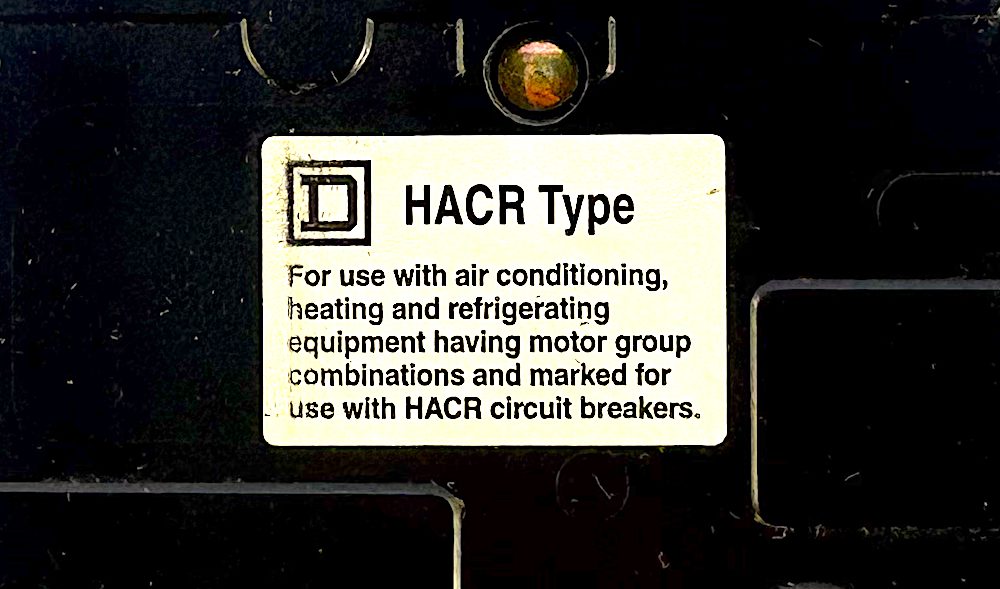 D HACR Type
For use with air conditioning,
heating and refrigerating
equipment having motor group
combinations and marked for
use with HACR circuit breakers.